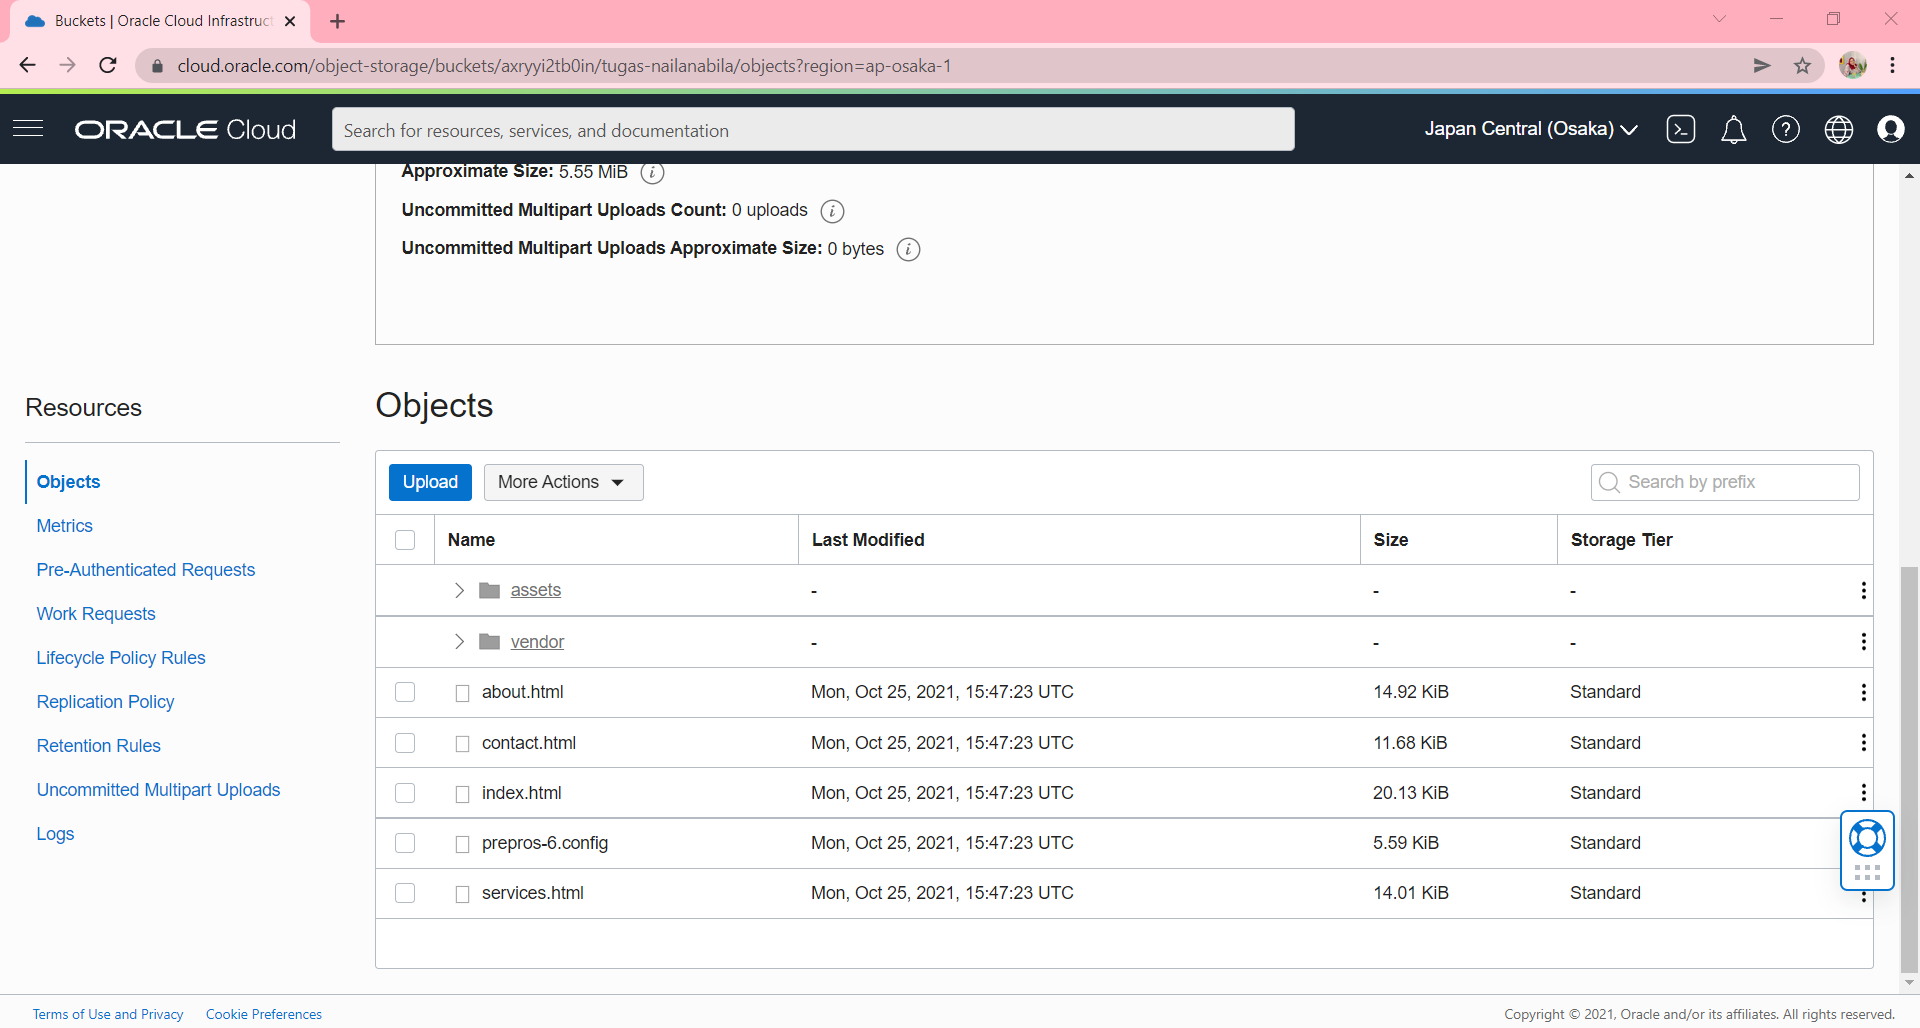 Buckets | Oracle Cloud Infrastruct
cloud.oracle.com/object-storage/buckets/axryyi2tb0in/tugas-nailanabila/objects?region=ap-osaka-1
ORACLE Cloud
Search for resources, services, and documentation
Japan Central (Osaka)
Approximate Size: 5.55 MiB
Uncommitted Multipart Uploads Count: 0 uploads
Uncommitted Multipart Uploads Approximate Size: 0 bytes
Resources
Objects
Metrics
Pre-Authenticated Requests
Work Requests
Lifecycle Policy Rules
Replication Policy
Retention Rules
Uncommitted Multipart Uploads
Logs
Objects
Upload More Actions Search by prefix
Name Last Modified Size Storage Tier
assets - - -
vendor - - -
about.html Mon, Oct 25, 2021, 15:47:23 UTC 14.92 KiB Standard
contact.html Mon, Oct 25, 2021, 15:47:23 UTC 11.68 KiB Standard
index.html Mon, Oct 25, 2021, 15:47:23 UTC 20.13 KiB Standard
prepros-6.config Mon, Oct 25, 2021, 15:47:23 UTC 5.59 KiB Standard
services.html Mon, Oct 25, 2021, 15:47:23 UTC 14.01 KiB Standard
Terms of Use and Privacy Cookie Preferences Copyright © 2021, Oracle and/or its affiliates. All rights reserved.